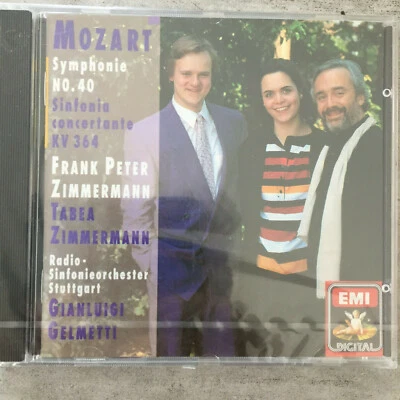 MOZART
Symphonie
NO. 40
Sinfonia
concertante
KV 364
FRANK PETER
ZIMMERMANN
TABEA
ZIMMERMANN
Radio-
Sinfonieorchester
Stuttgart
GIANLUIGI
GELMETTI
EMI
DIGITAL